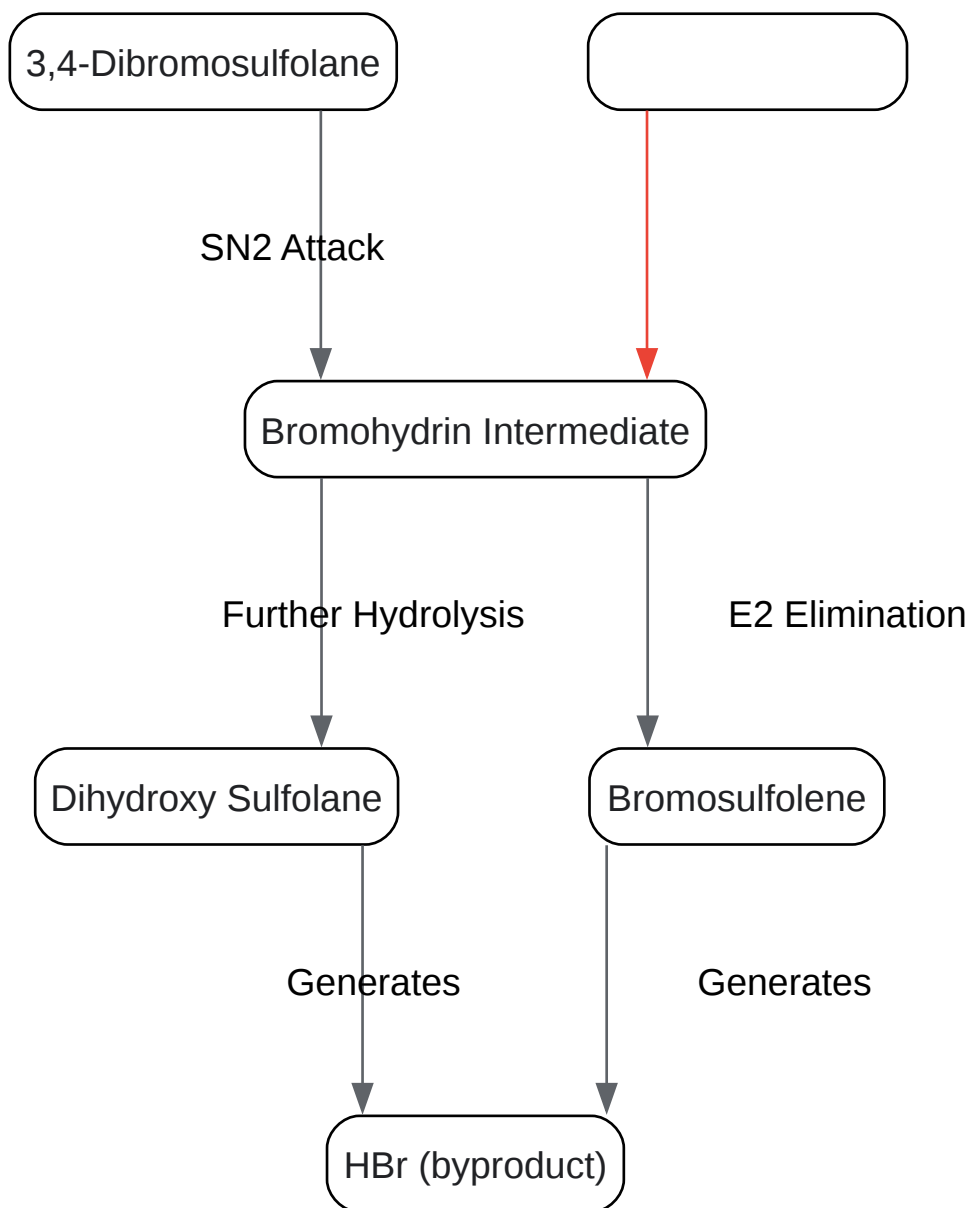 3,4-Dibromosulfolane
SN2 Attack
Bromohydrin Intermediate
Further Hydrolysis
E2 Elimination
Dihydroxy Sulfolane
Bromosulfolene
Generates
Generates
HBr (byproduct)